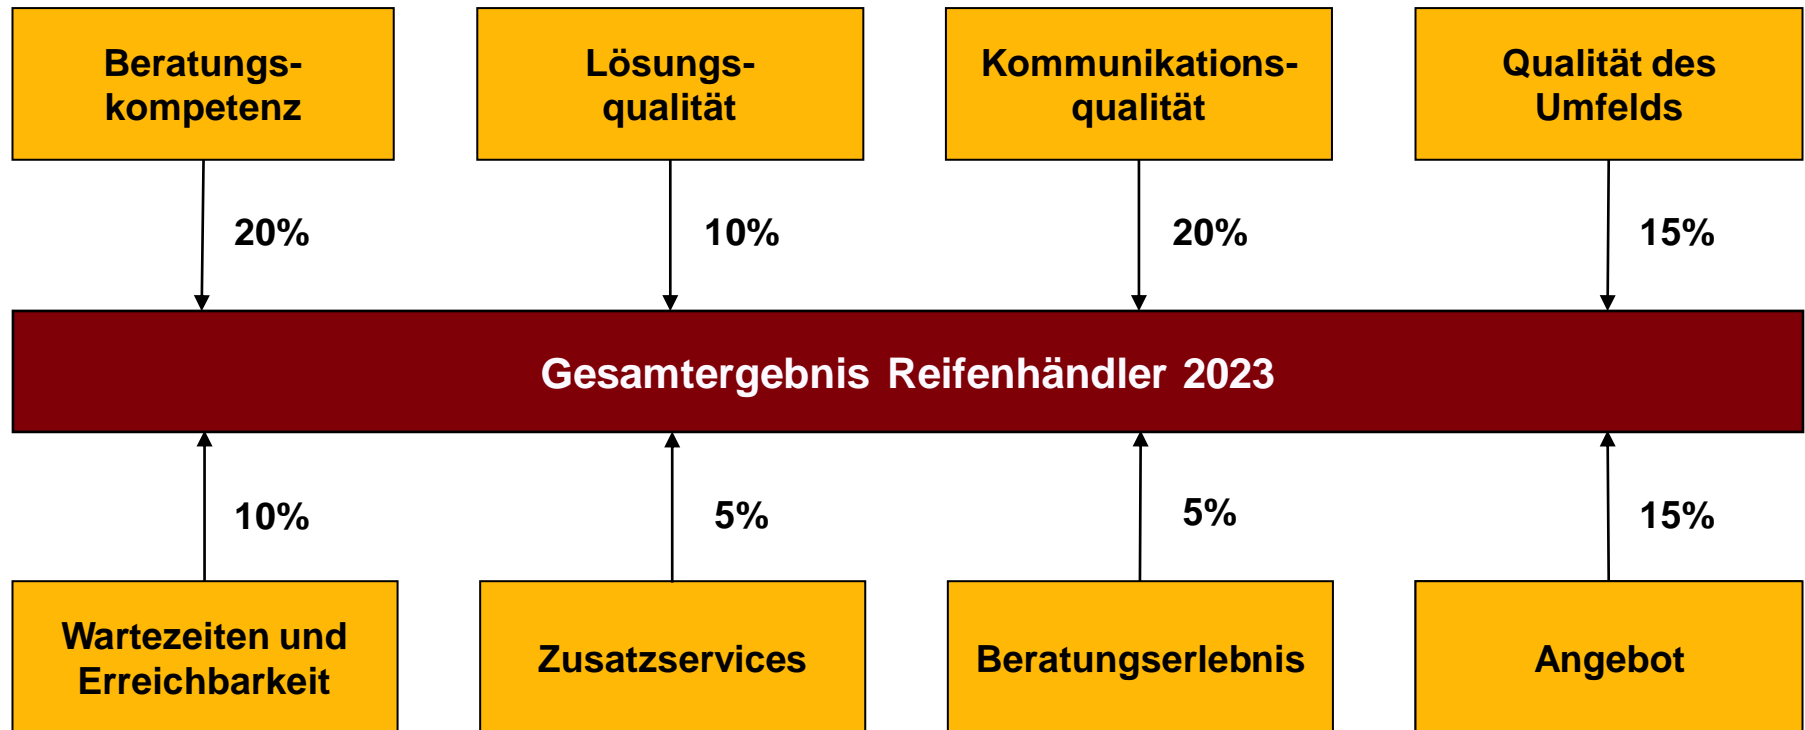 Beratungs-
kompetenz
Lösungs-
qualität
Kommunikations-
qualität
Qualität des
Umfelds
20%
10%
20%
15%
Gesamtergebnis Reifenhändler 2023
10%
5%
5%
15%
Wartezeiten und
Erreichbarkeit
Zusatzservices
Beratungserlebnis
Angebot